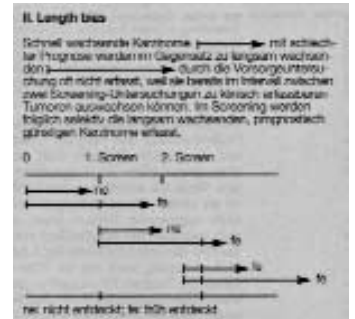 II. Length bias
Schnell wachsende Karzinome mit schlech-
ter Prognose werden im Gegensatz zu langsam wachsen-
den durch die Vorsorgeuntersu-
chung oft nicht erfasst, weil sie bereits im Intervall zwischen
zwei Screening-Untersuchungen zu klinisch erfassbaren
Tumoren auswachsen können. Im Screening werden
folglich selektiv die langsam wachsenden, prognostisch
günstigen Karzinome erfasst.
0 1. Screen 2. Screen
ne
fe
ne
fe
fe
fe
ne: nicht entdeckt; fe: früh entdeckt